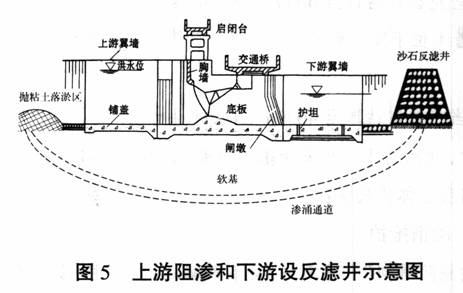 启闭台
上游翼墙
交通桥
沙石反滤井
洪水位
胸墙
下游翼墙
抛粘土落淤区
铺盖
底板
护坦
闸墩
软基
渗涌通道
图5 上游阻渗和下游设反滤井示意图